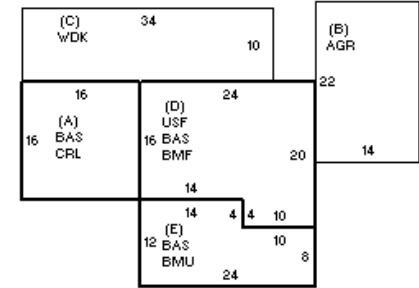 (C) 34
WDK
10
(B)
AGR
22
14
16
(A)
16 BAS
CRL
24
(D)
USF
16 BAS
BMF
20
14
14 4 4 10
(E)
12 BAS
BMU
10
8
24